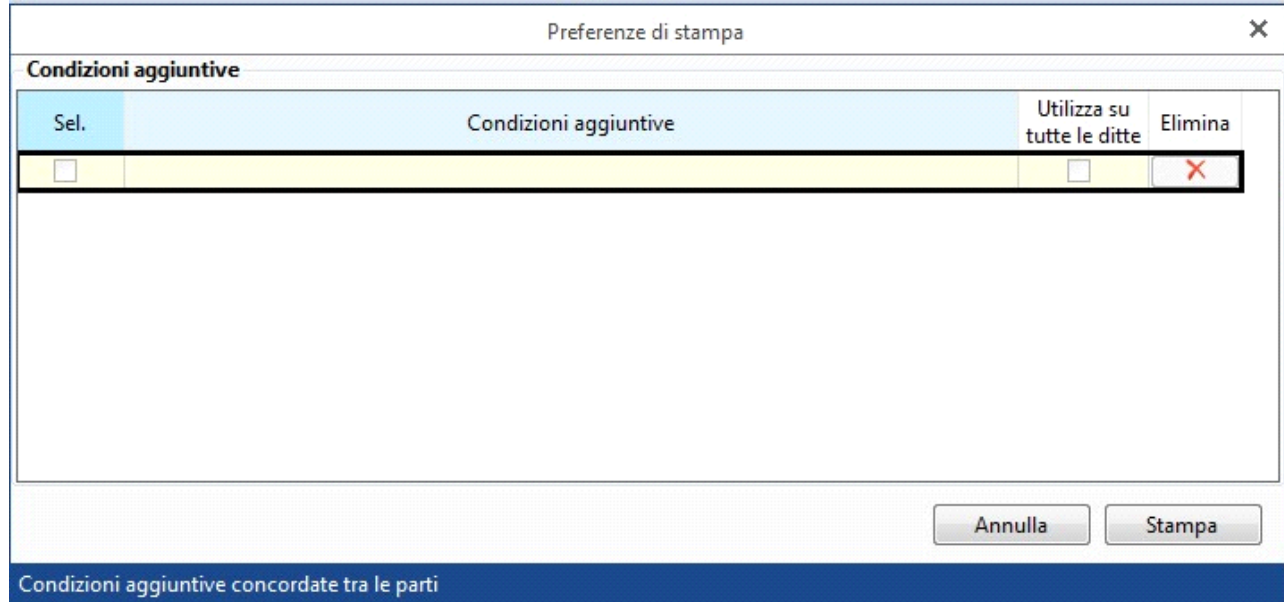 Preferenze di stampa
Condizioni aggiuntive
Sel.
Condizioni aggiuntive
Utilizza su
tutte le ditte
Elimina
Annulla
Stampa
Condizioni aggiuntive concordate tra le parti